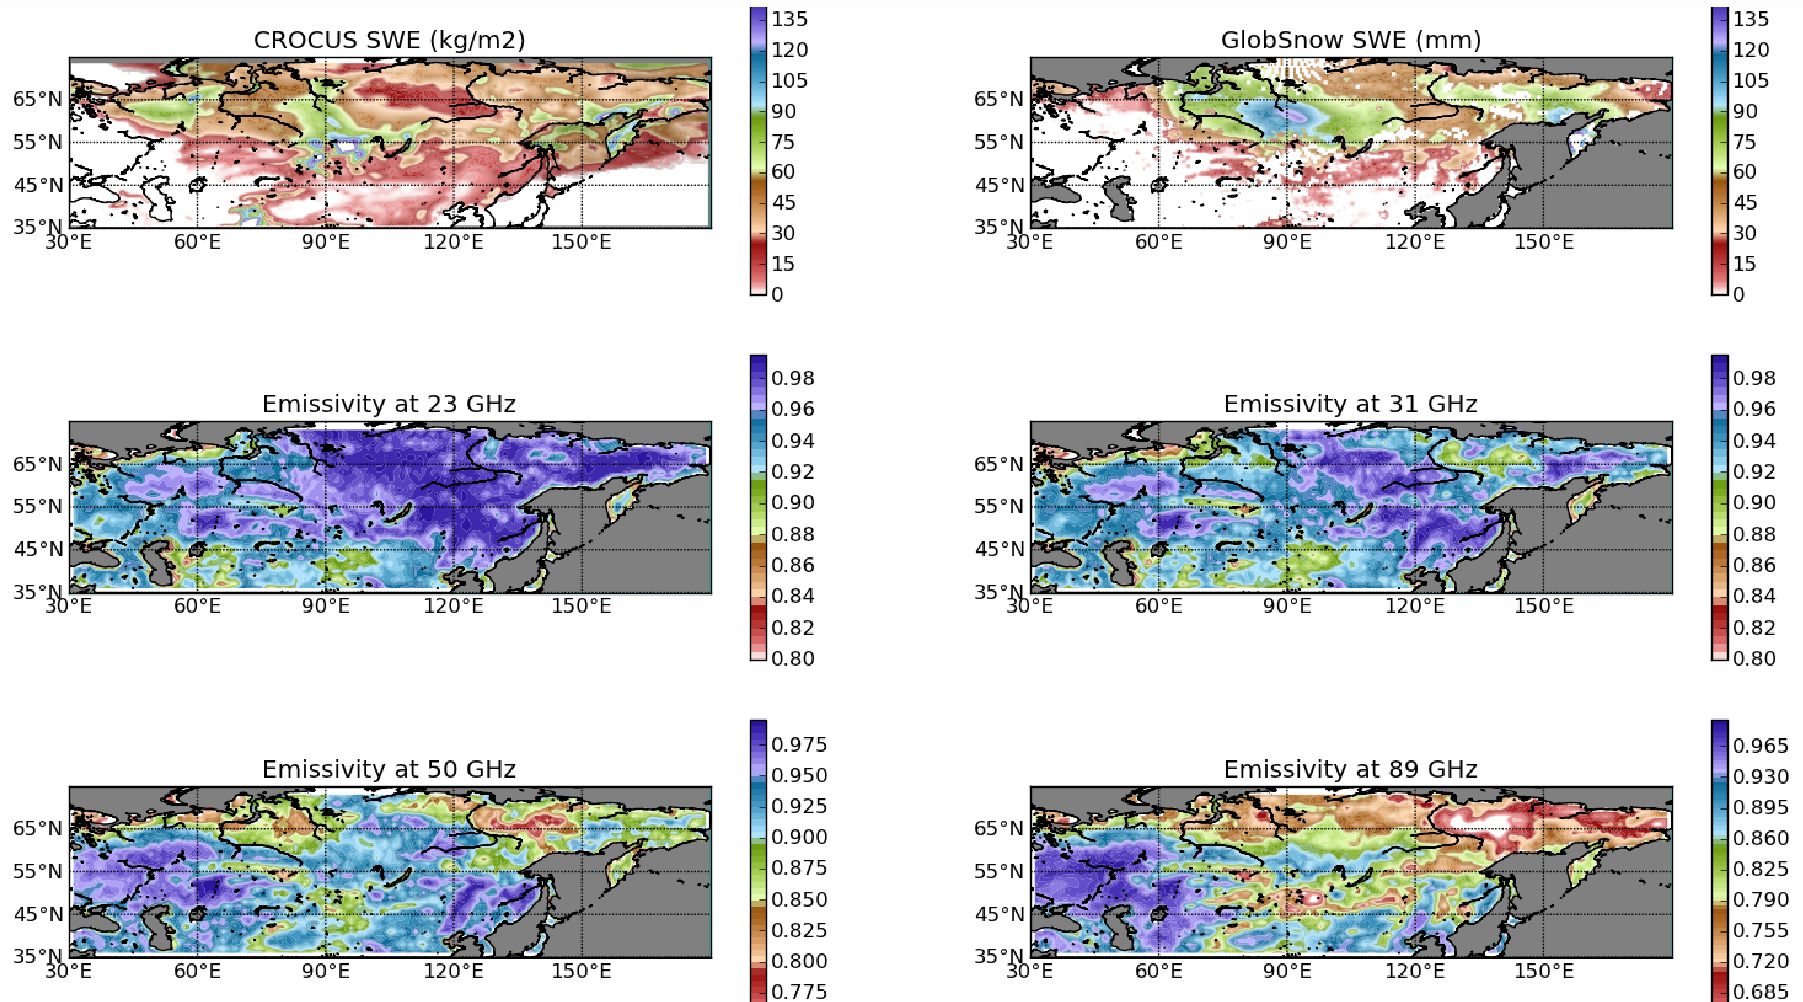 CROCUS SWE (kg/m2)
65°N
55°N
45°N
35°N
30°E 60°E 90°E 120°E 150°E
135
120
105
90
75
60
45
30
15
0
GlobSnow SWE (mm)
65°N
55°N
45°N
35°N
30°E 60°E 90°E 120°E 150°E
135
120
105
90
75
60
45
30
15
0
Emissivity at 23 GHz
65°N
55°N
45°N
35°N
30°E 60°E 90°E 120°E 150°E
0.98
0.96
0.94
0.92
0.90
0.88
0.86
0.84
0.82
0.80
Emissivity at 31 GHz
65°N
55°N
45°N
35°N
30°E 60°E 90°E 120°E 150°E
0.98
0.96
0.94
0.92
0.90
0.88
0.86
0.84
0.82
0.80
Emissivity at 50 GHz
65°N
55°N
45°N
35°N
30°E 60°E 90°E 120°E 150°E
0.975
0.950
0.925
0.900
0.875
0.850
0.825
0.800
0.775
Emissivity at 89 GHz
65°N
55°N
45°N
35°N
30°E 60°E 90°E 120°E 150°E
0.965
0.930
0.895
0.860
0.825
0.790
0.755
0.720
0.685